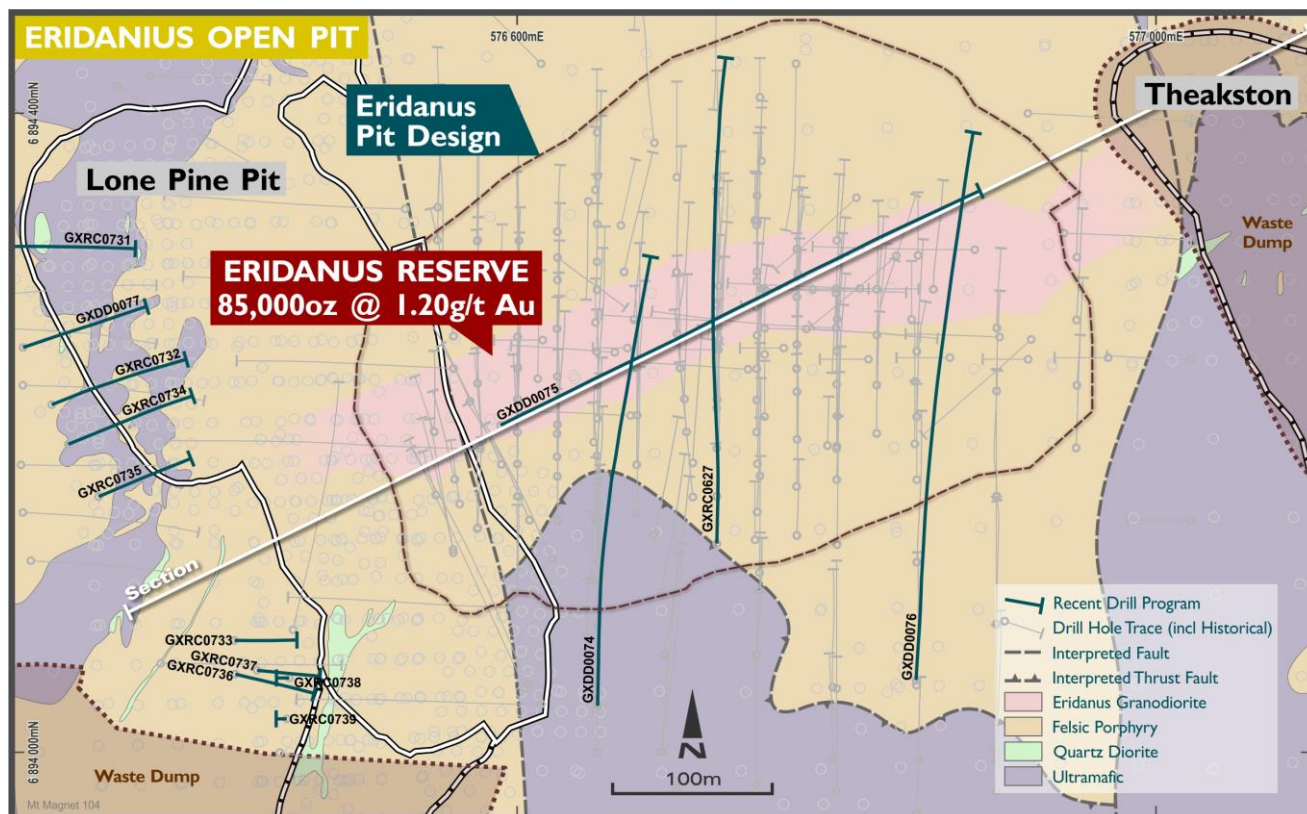 ERIDANIUS OPEN PIT
576 600mE
577 000mE
6 894 400mN
Eridanus
Pit Design
Theakston
Lone Pine Pit
Waste
Dump
GXRC0731
ERIDANUS RESERVE
85,000oz @ 1.20g/t Au
GXDD0077
GXRC0732
GXRC0734
GXDD0075
GXRC0735
GXRC0627
Section
GXRC0733
GXRC0737
GXRC0736
GXRC0738
GXRC0739
GXDD0074
GXDD0076
6 894 000mN
Waste Dump
Mt Magnet 104
N
100m
Recent Drill Program
Drill Hole Trace (incl Historical)
Interpreted Fault
Interpreted Thrust Fault
Eridanus Granodiorite
Felsic Porphyry
Quartz Diorite
Ultramafic